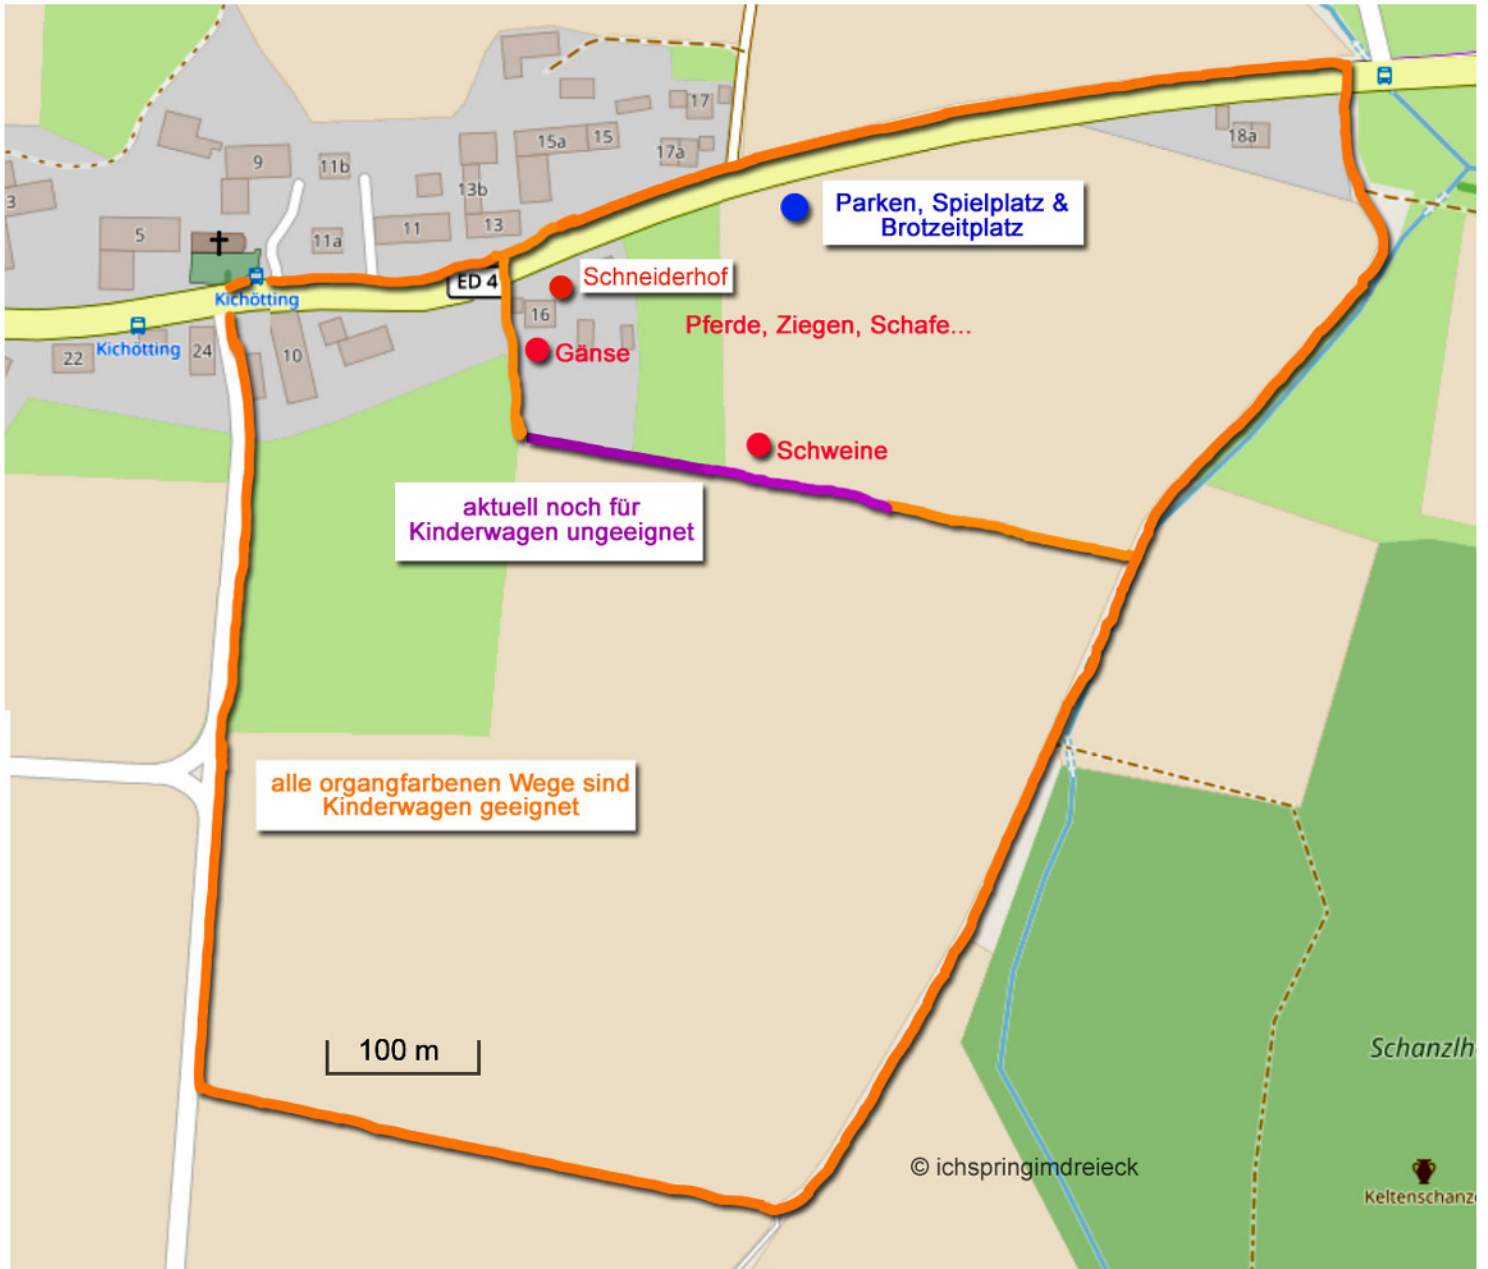 17
15a
15
17a
18a
9
11b
13b
3
5
11a
11
13
Parken, Spielplatz &
Brotzeitplatz
ED 4
Schneiderhof
Kichötting
16
Pferde, Ziegen, Schafe...
Kichötting
22
24
10
Gänse
Schweine
aktuell noch für
Kinderwagen ungeeignet
alle organgfarbenen Wege sind
Kinderwagen geeignet
100 m
Schanzlh
© ichspringimdreieck
Keltenschanze